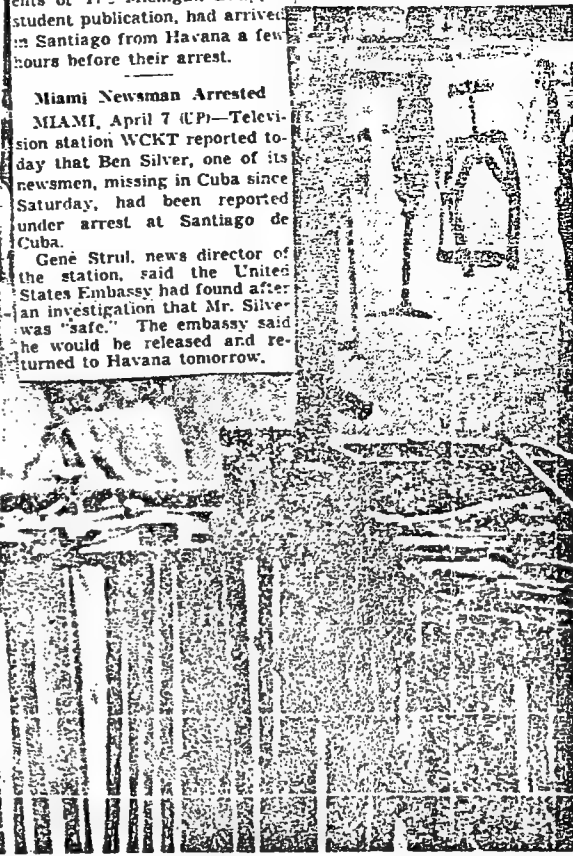 student publication, had arrived
in Santiago from Havana a few
hours before their arrest.
Miami Newsman Arrested
MIAMI, April 7 (UP)—Televi-
sion station WCKT reported to-
day that Ben Silver, one of its
newsmen, missing in Cuba since
Saturday, had been reported
under arrest at Santiago de
Cuba.
Gene Strul, news director of
the station, said the United
States Embassy had found after
an investigation that Mr. Silver
was "safe." The embassy said
he would be released and re-
turned to Havana tomorrow.